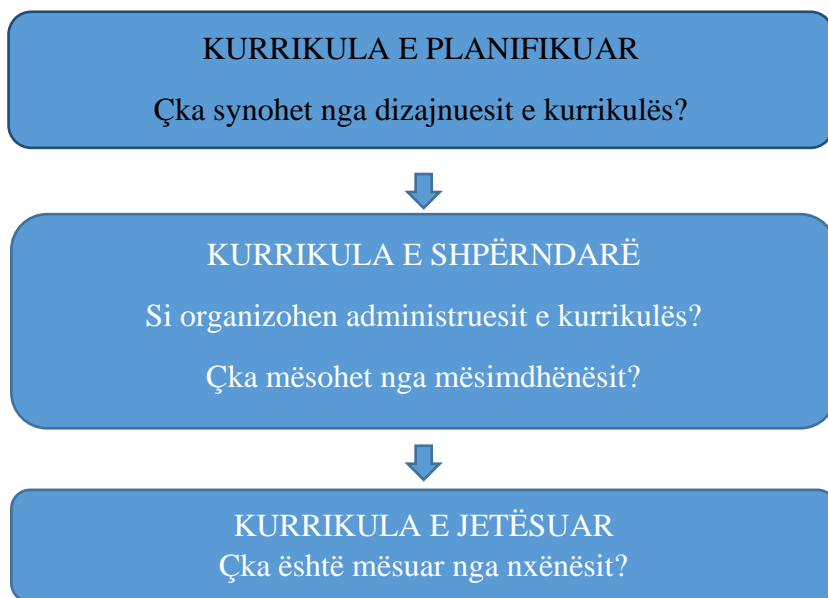 KURRIKULA E PLANIFIKUAR
Çka synohet nga dizajnuesit e kurrikulës?
KURRIKULA E SHPËRNDARË
Si organizohen administruesit e kurrikulës?
Çka mësohet nga mësimdhënësit?
KURRIKULA E JETËSUAR
Çka është mësuar nga nxënësit?